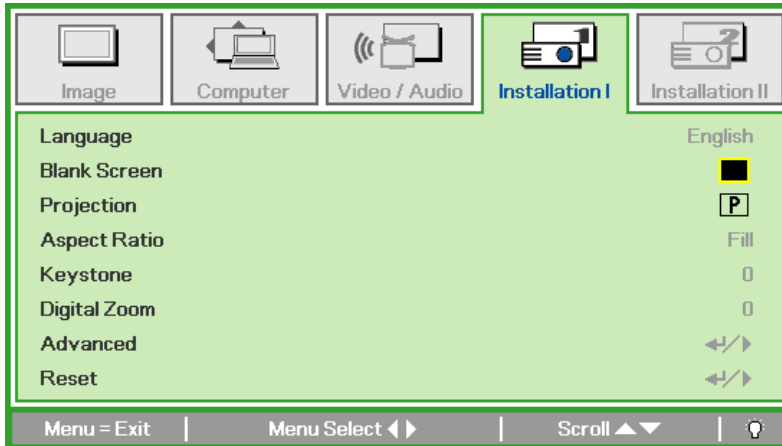 Image Computer Video / Audio Installation I Installation II
Language English
Blank Screen
Projection P
Aspect Ratio Fill
Keystone 0
Digital Zoom 0
Advanced
Reset
Menu = Exit Menu Select Scroll